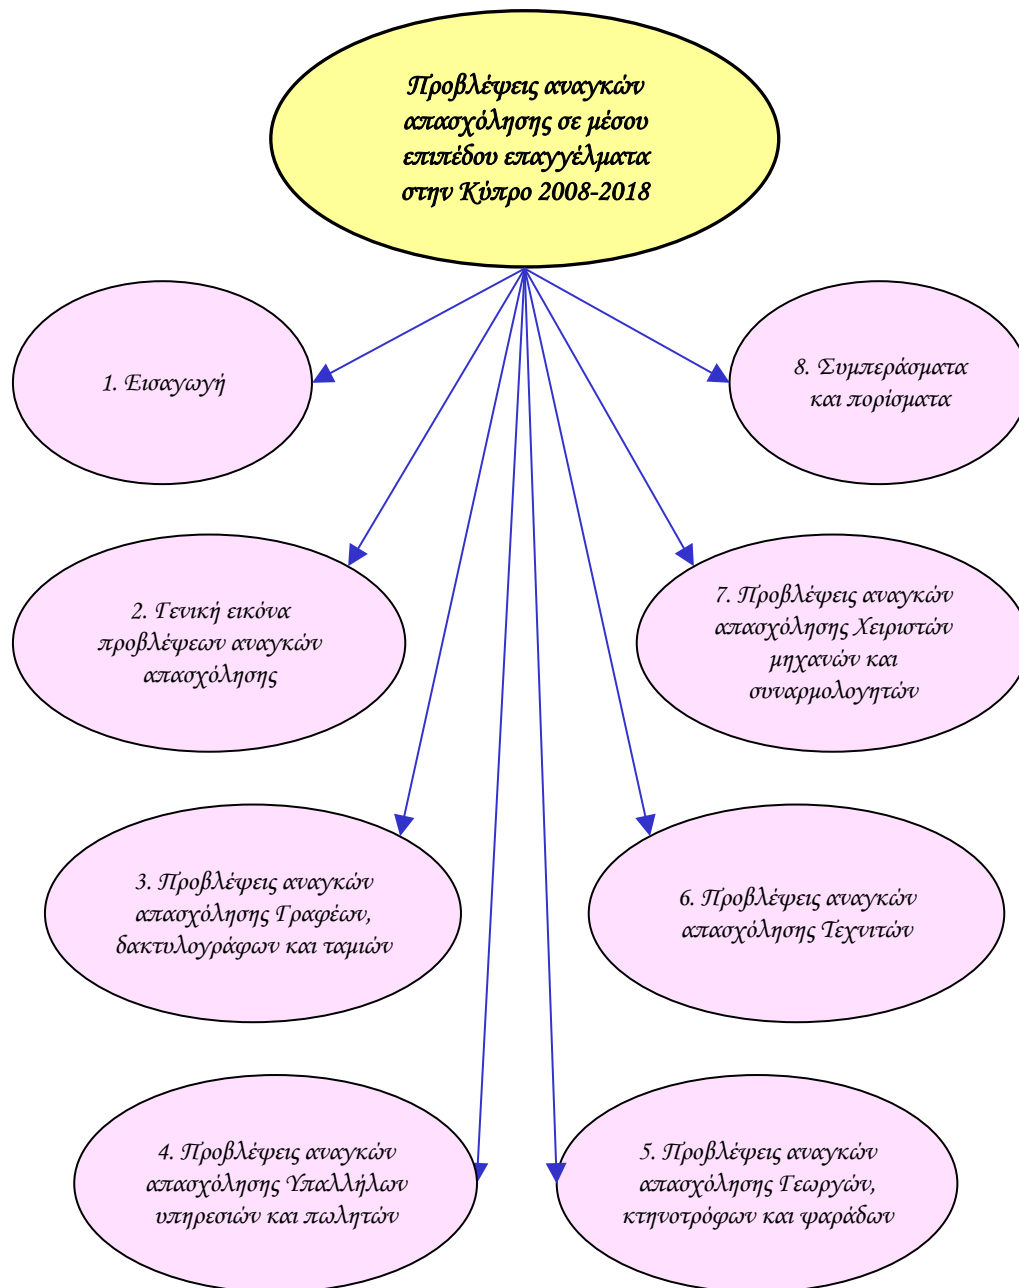 Προβλέψεις αναγκών
απασχόλησης σε μέσου
επιπέδου επαγγέλματα
στην Κύπρο 2008-2018
1. Εισαγωγή
2. Γενική εικόνα
προβλέψεων αναγκών
απασχόλησης
3. Προβλέψεις αναγκών
απασχόλησης Γραφέων,
δακτυλογράφων και ταμιών
4. Προβλέψεις αναγκών
απασχόλησης Υπαλλήλων
υπηρεσιών και πωλητών
5. Προβλέψεις αναγκών
απασχόλησης Γεωργών,
κτηνοτρόφων και ψαράδων
6. Προβλέψεις αναγκών
απασχόλησης Τεχνιτών
7. Προβλέψεις αναγκών
απασχόλησης Χειριστών
μηχανών και
συναρμολογητών
8. Συμπεράσματα
και πορίσματα